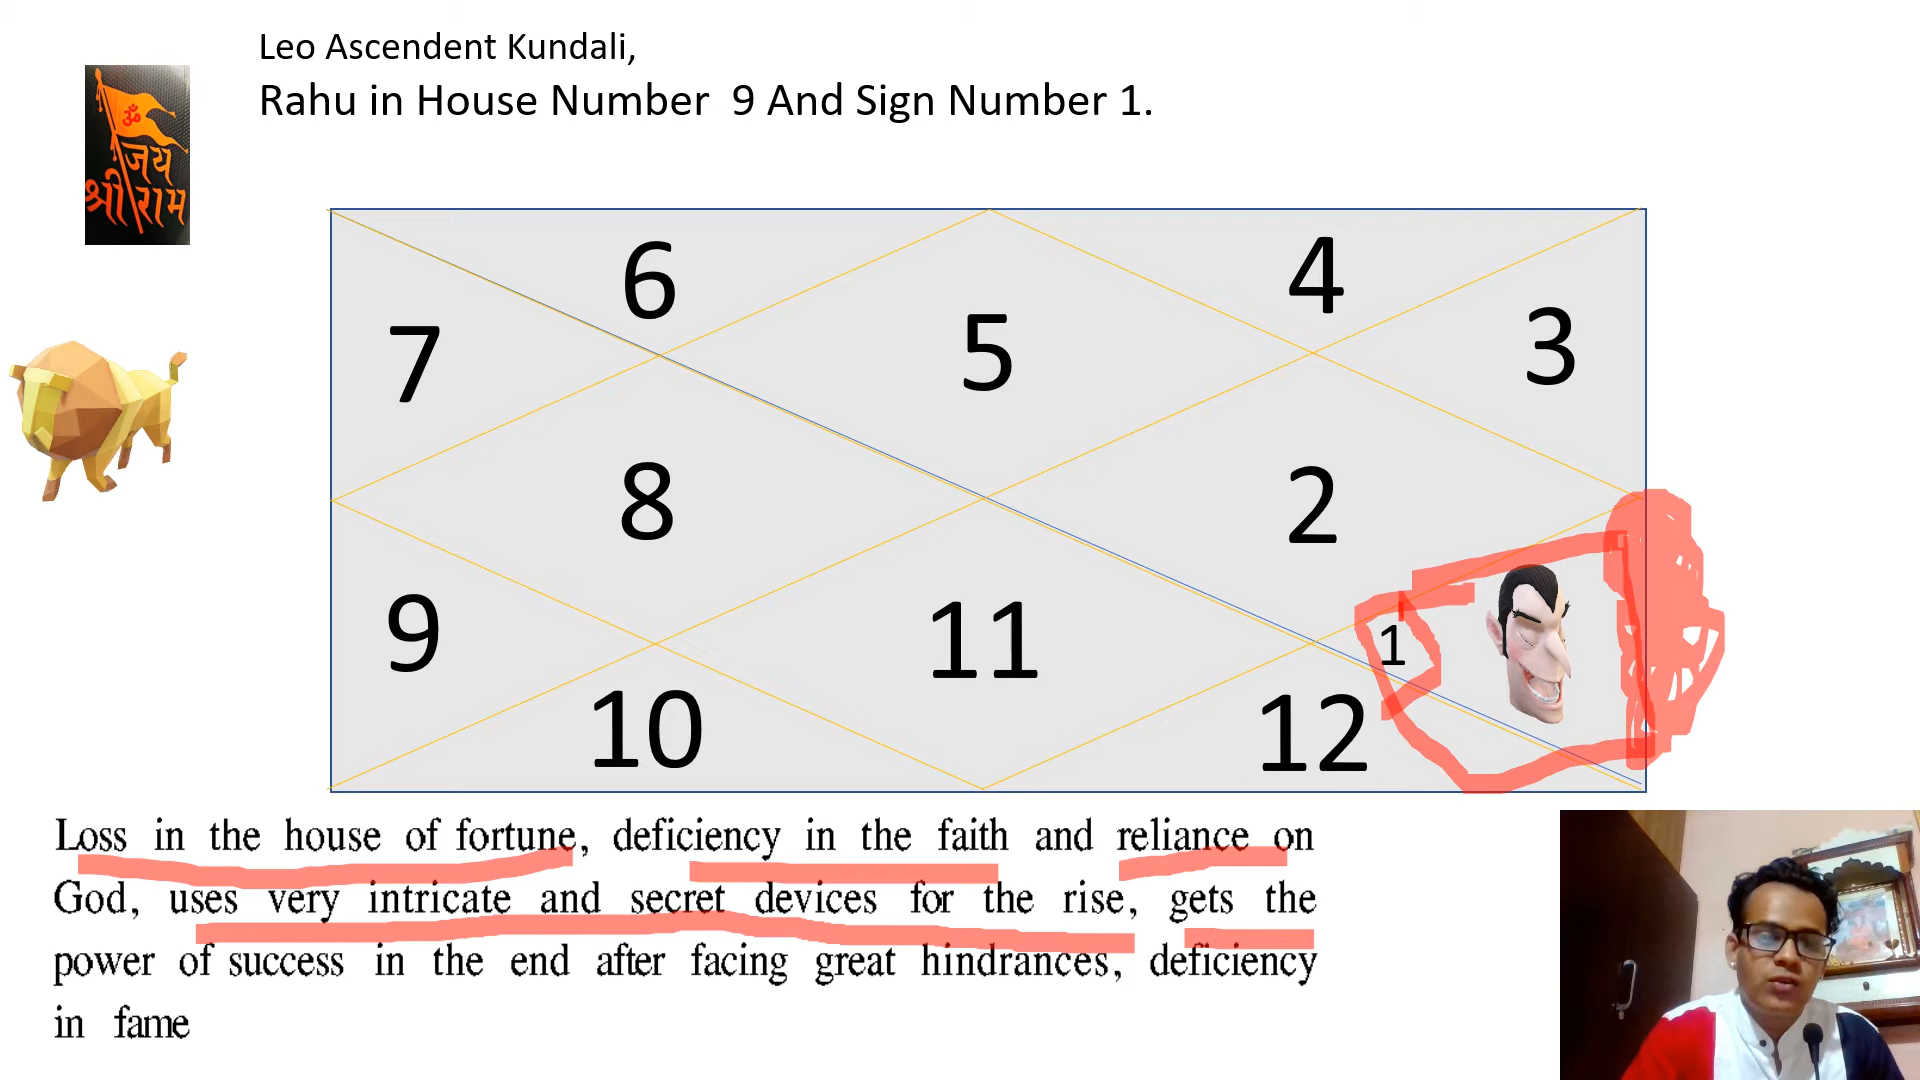 Leo Ascendent Kundali,
Rahu in House Number 9 And Sign Number 1.
ॐ
जय
श्री राम
6
4
7
5
3
8
2
9
11
1
10
12
Loss in the house of fortune, deficiency in the faith and reliance on
God, uses very intricate and secret devices for the rise, gets the
power of success in the end after facing great hindrances, deficiency
in fame